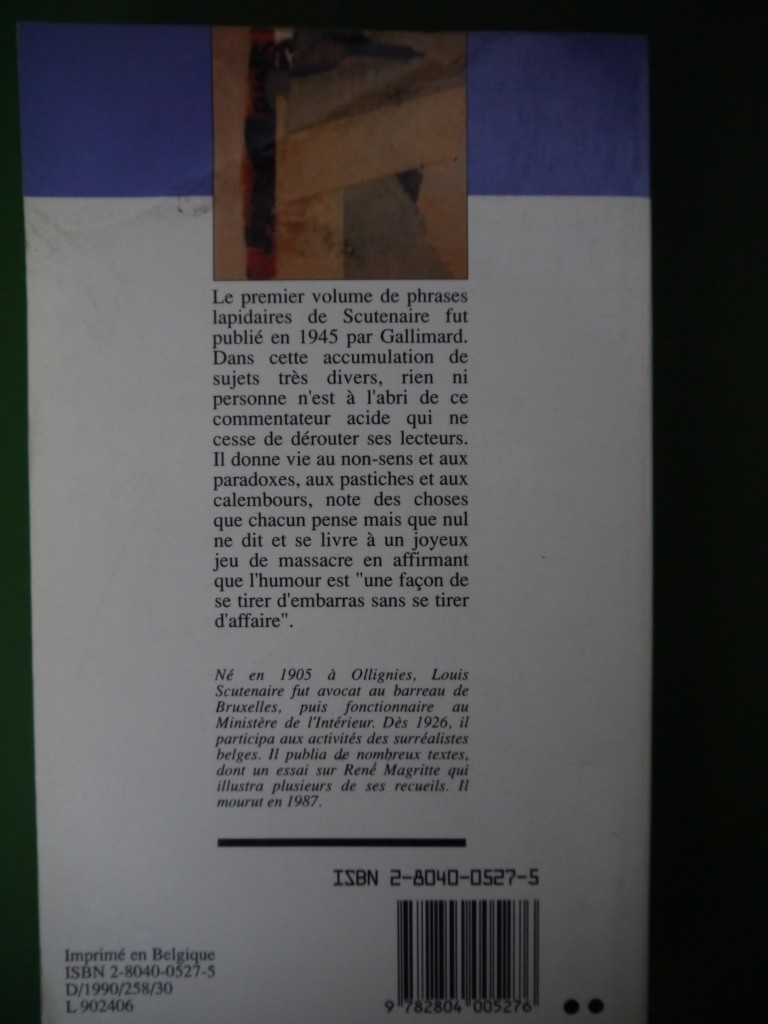 Le premier volume de phrases
lapidaires de Scutenaire fut
publié en 1945 par Gallimard.
Dans cette accumulation de
sujets très divers, rien ni
personne n'est à l'abri de ce
commentateur acide qui ne
cesse de dérouter ses lecteurs.
Il donne vie au non-sens et aux
paradoxes, aux pastiches et aux
calembours, note des choses
que chacun pense mais que nul
ne dit et se livre à un joyeux
jeu de massacre en affirmant
que l'humour est "une façon de
se tirer d'embarras sans se tirer
d'affaire".
Né en 1905 à Ollignies, Louis
Scutenaire fut avocat au barreau de
Bruxelles, puis fonctionnaire au
Ministère de l'Intérieur. Dès 1926, il
participa aux activités des surréalistes
belges. Il publia de nombreux textes,
dont un essai sur René Magritte qui
illustra plusieurs de ses recueils. Il
mourut en 1987.
ISBN 2-8040-0527-5
Imprimé en Belgique
ISBN 2-8040-0527-5
D/1990/258/30
L 902406
9 782804 005276